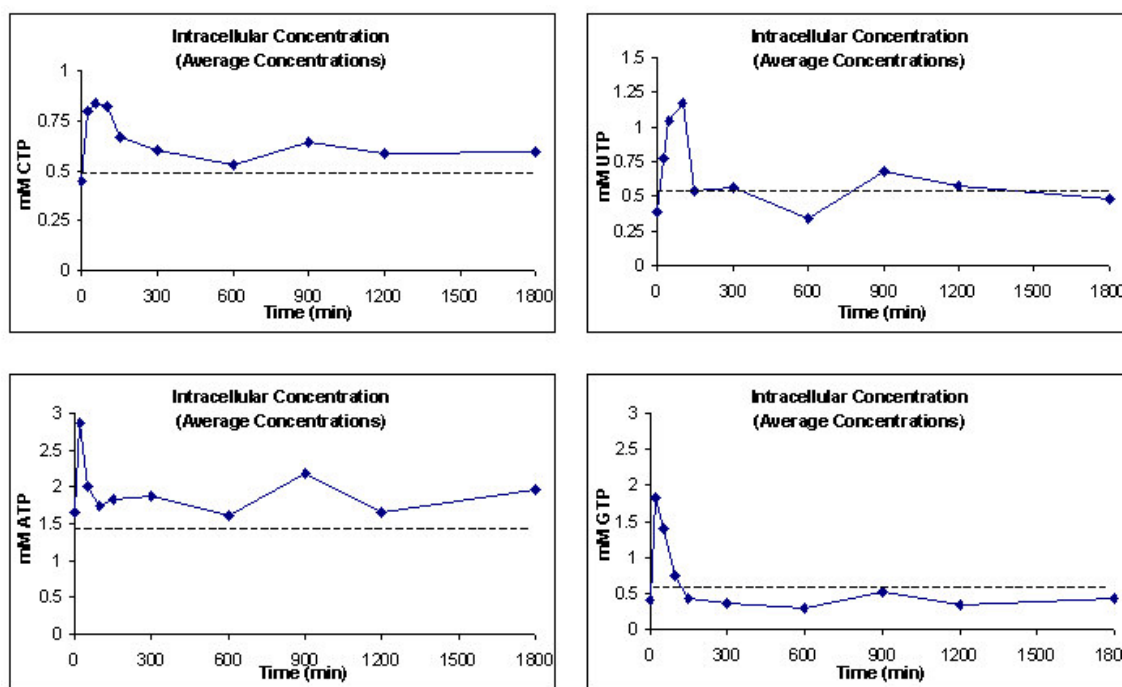 Intracellular Concentration
(Average Concentrations)
mM CTP
1
0.75
0.5
0.25
0
0 300 600 900 1200 1500 1800
Time (min)
Intracellular Concentration
(Average Concentrations)
mM UTP
1.5
1.25
1
0.75
0.5
0.25
0
0 300 600 900 1200 1500 1800
Time (min)
Intracellular Concentration
(Average Concentrations)
mM ATP
3
2.5
2
1.5
1
0.5
0
0 300 600 900 1200 1500 1800
Time (min)
Intracellular Concentration
(Average Concentrations)
mM GTP
3
2.5
2
1.5
1
0.5
0
0 300 600 900 1200 1500 1800
Time (min)